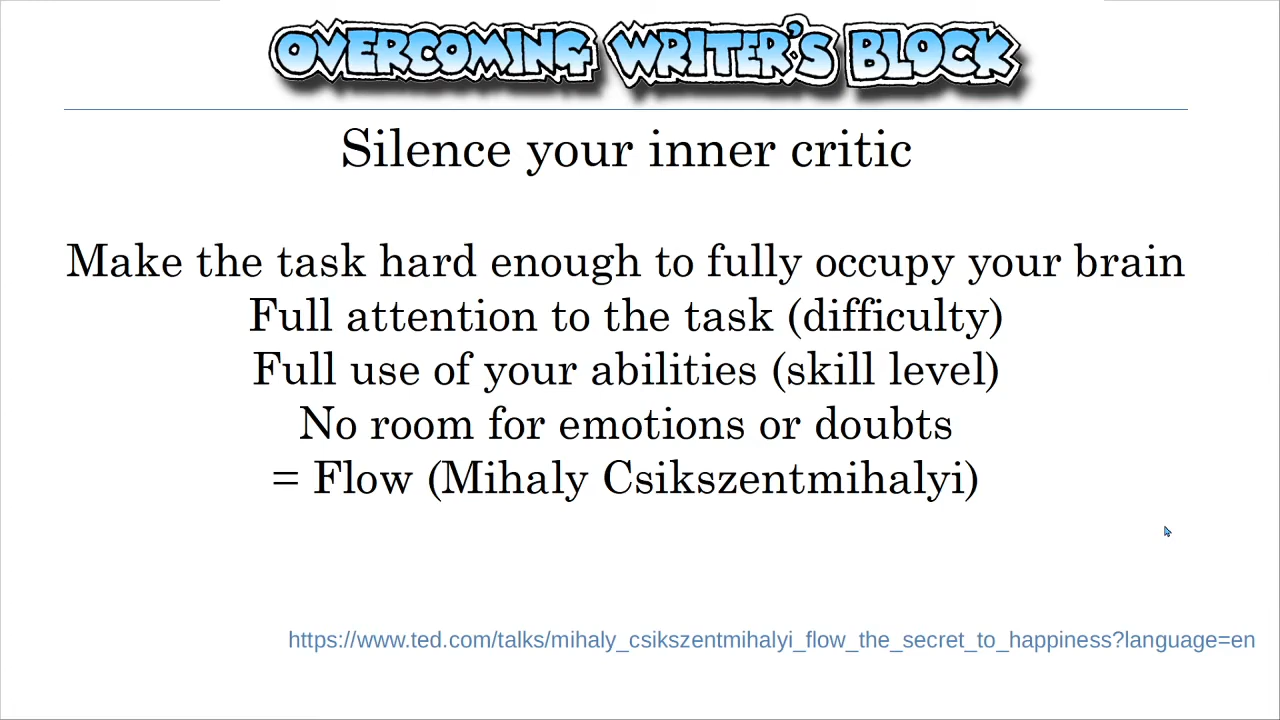 OVERCOMING WRITER'S BLOCK
Silence your inner critic
Make the task hard enough to fully occupy your brain
Full attention to the task (difficulty)
Full use of your abilities (skill level)
No room for emotions or doubts
= Flow (Mihaly Csikszentmihalyi)
https://www.ted.com/talks/mihaly_csikszentmihalyi_flow_the_secret_to_happiness?language=en